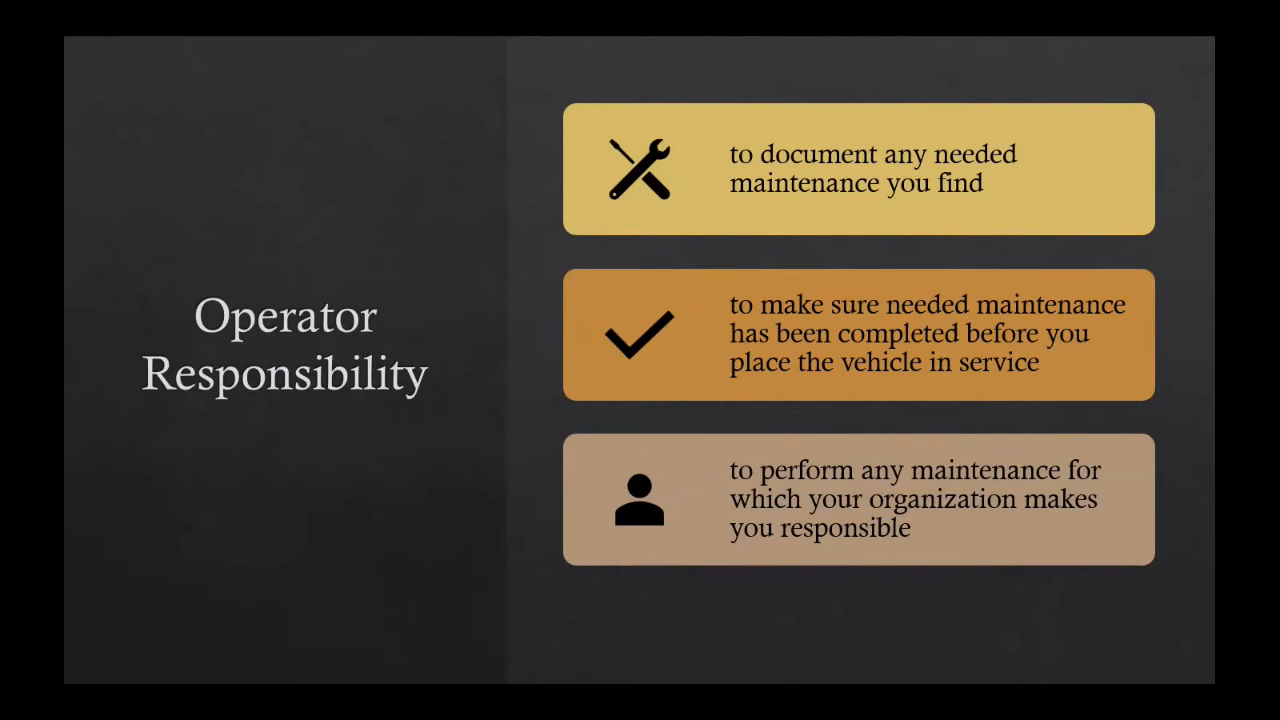 Operator
Responsibility
to document any needed
maintenance you find
to make sure needed maintenance
has been completed before you
place the vehicle in service
to perform any maintenance for
which your organization makes
you responsible